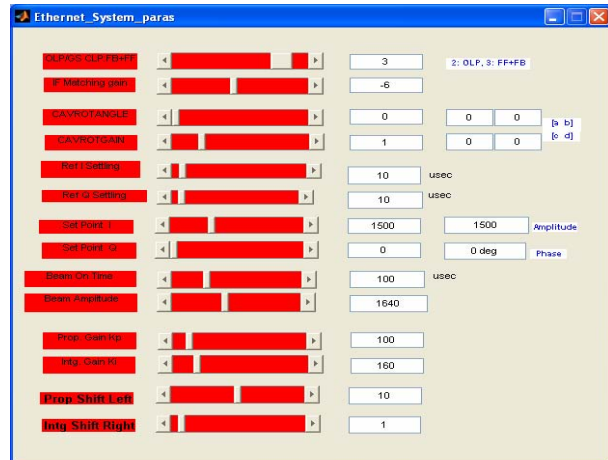 Ethernet_System_paras
OLP/GS CLP.FB+FF 3 2: OLP, 3: FF+FB
IF Matching gain -6
CAVROTANGLE 0 0 0 [a b]
CAVROTGAIN 1 0 0 [c d]
Ref I Settling 10 usec
Ref Q Settling 10 usec
Set Point I 1500 1500 Amplitude
Set Point Q 0 0 deg Phase
Beam On Time 100 usec
Beam Amplitude 1640
Prop. Gain Kp 100
Intg. Gain Ki 160
Prop Shift Left 10
Intg Shift Right 1